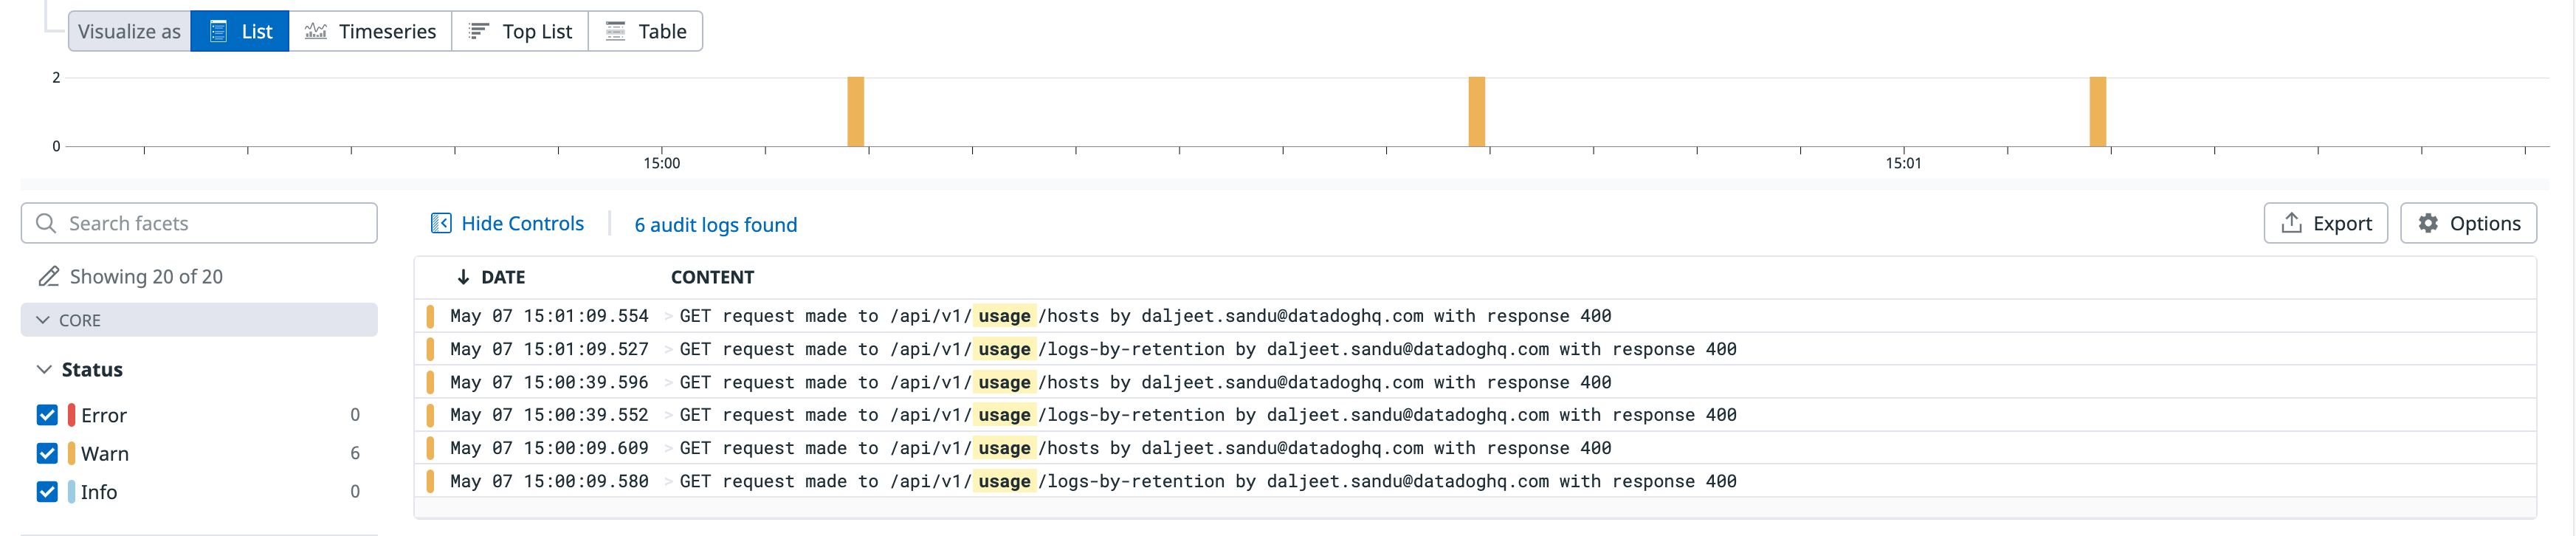 Visualize as List Timeseries Top List Table
2
0
15:00 15:01
Search facets
Hide Controls 6 audit logs found Export Options
Showing 20 of 20
DATE CONTENT
CORE
May 07 15:01:09.554 > GET request made to /api/v1/usage/hosts by daljeet.sandu@datadoghq.com with response 400
May 07 15:01:09.527 > GET request made to /api/v1/usage/logs-by-retention by daljeet.sandu@datadoghq.com with response 400
Status
May 07 15:00:39.596 > GET request made to /api/v1/usage/hosts by daljeet.sandu@datadoghq.com with response 400
Error 0
May 07 15:00:39.552 > GET request made to /api/v1/usage/logs-by-retention by daljeet.sandu@datadoghq.com with response 400
Warn 6
May 07 15:00:09.609 > GET request made to /api/v1/usage/hosts by daljeet.sandu@datadoghq.com with response 400
Info 0
May 07 15:00:09.580 > GET request made to /api/v1/usage/logs-by-retention by daljeet.sandu@datadoghq.com with response 400